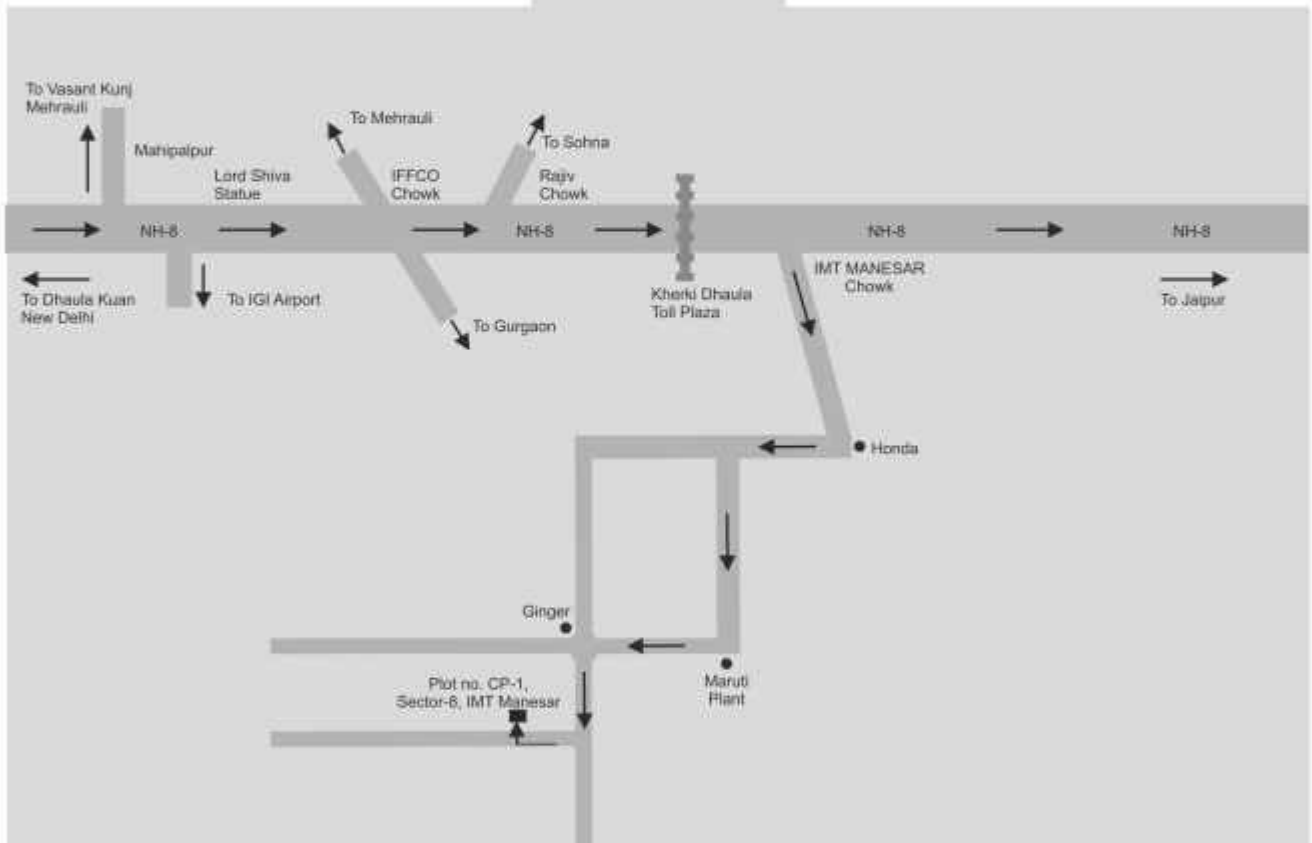 To Vasant Kunj
Mehrauli
Mahipalpur
Lord Shiva
Statue
To Mehrauli
IFFCO
Chowk
To Sohna
Rajiv
Chowk
NH-8
NH-8
NH-8
NH-8
To Dhaula Kuan
New Delhi
To IGI Airport
To Gurgaon
Kherki Dhaula
Toll Plaza
IMT MANESAR
Chowk
To Jaipur
Honda
Ginger
Maruti
Plant
Plot no. CP-1,
Sector-8, IMT Manesar